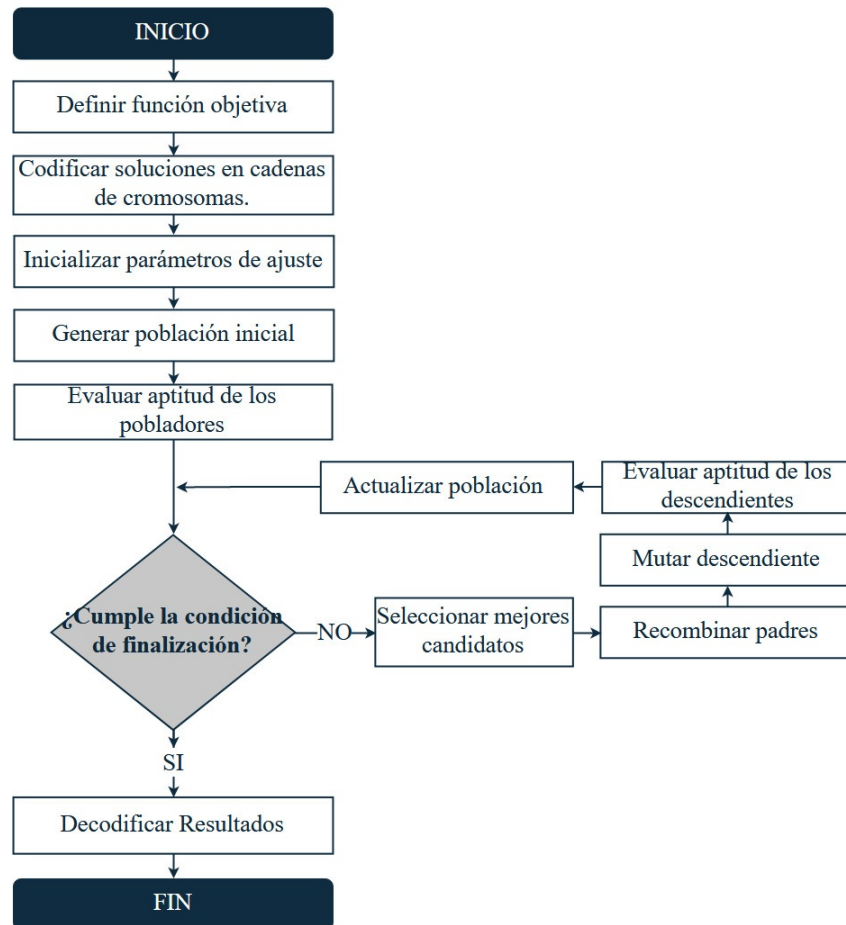 INICIO
Definir función objetiva
Codificar soluciones en cadenas
de cromosomas.
Inicializar parámetros de ajuste
Generar población inicial
Evaluar aptitud de los
pobladores
Actualizar población
Evaluar aptitud de los
descendientes
Mutar descendiente
¿Cumple la condición
de finalización?
NO
Seleccionar mejores
candidatos
Recombinar padres
SI
Decodificar Resultados
FIN